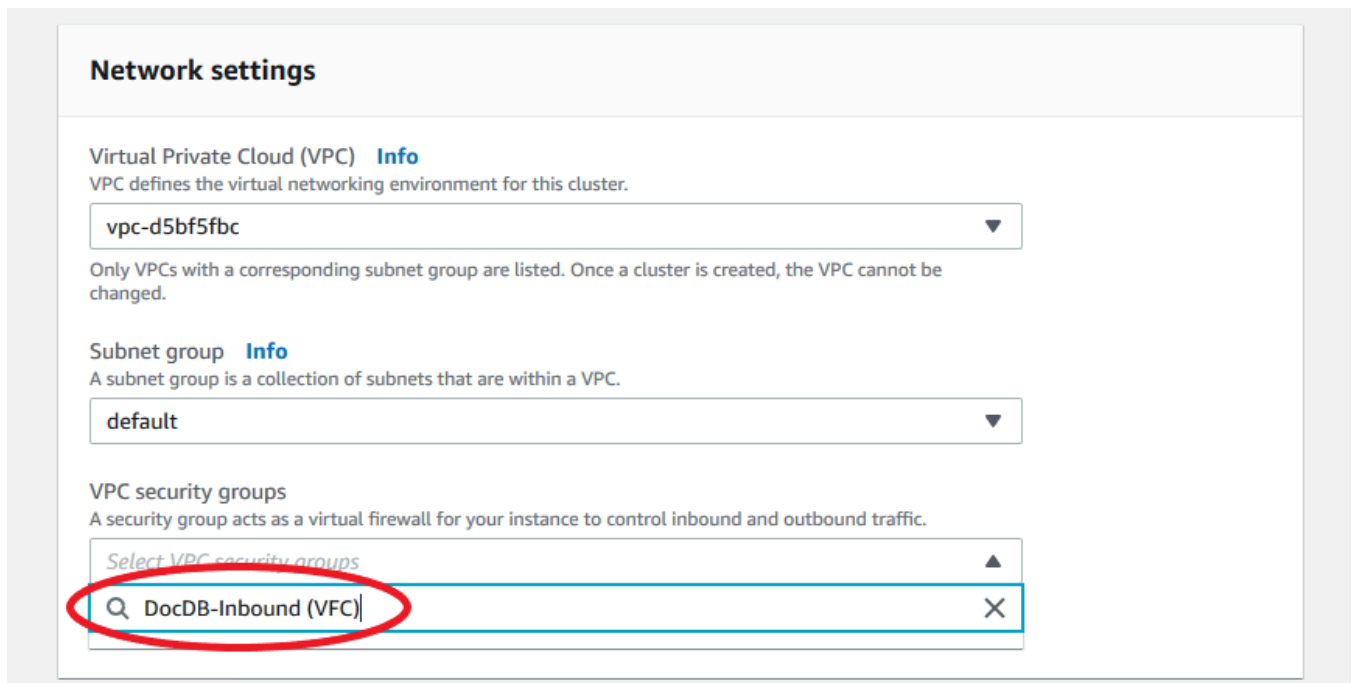 Network settings
Virtual Private Cloud (VPC) Info
VPC defines the virtual networking environment for this cluster.
vpc-d5bf5fbc
Only VPCs with a corresponding subnet group are listed. Once a cluster is created, the VPC cannot be
changed.
Subnet group Info
A subnet group is a collection of subnets that are within a VPC.
default
VPC security groups
A security group acts as a virtual firewall for your instance to control inbound and outbound traffic.
Select VPC security groups
DocDB-Inbound (VFC)